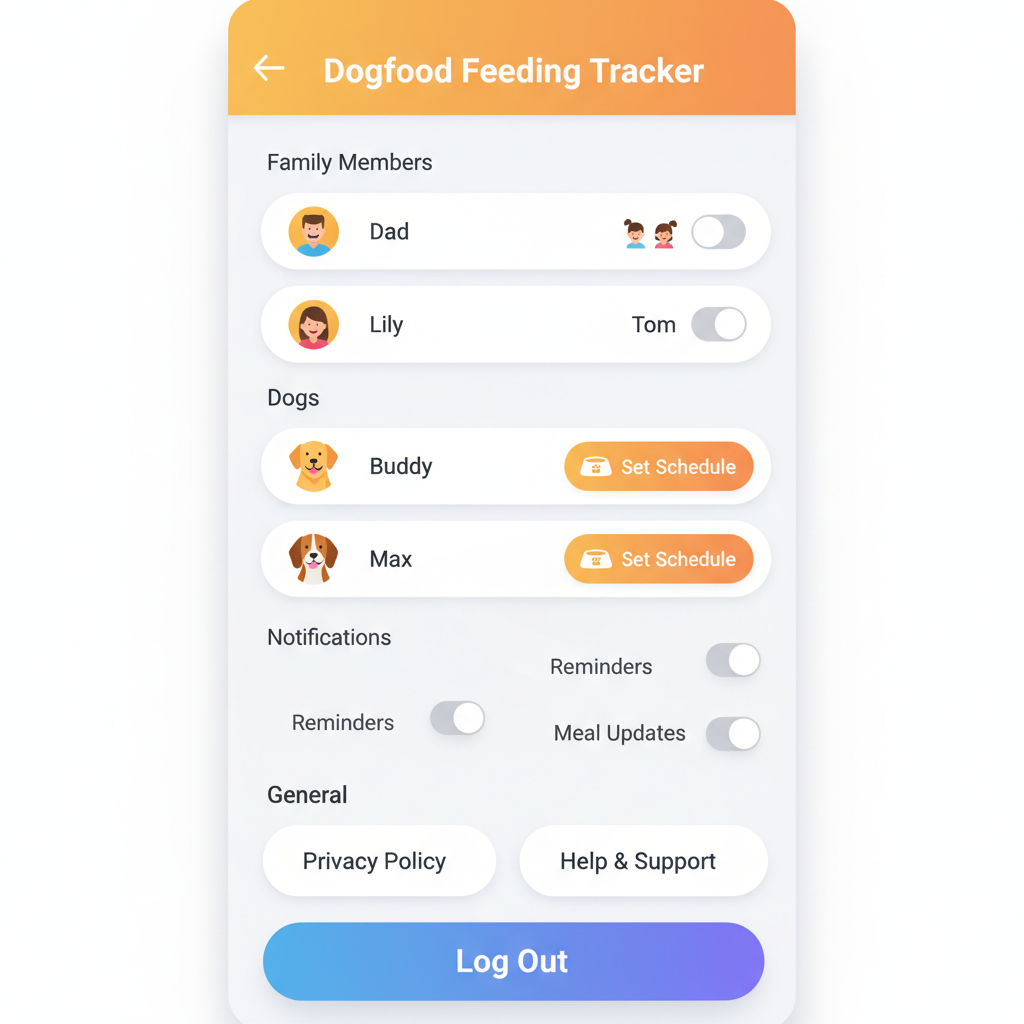 Dogfood Feeding Tracker
Family Members
Dad
Lily Tom
Dogs
Buddy Set Schedule
Max Set Schedule
Notifications
Reminders
Reminders
Meal Updates
General
Privacy Policy Help & Support
Log Out